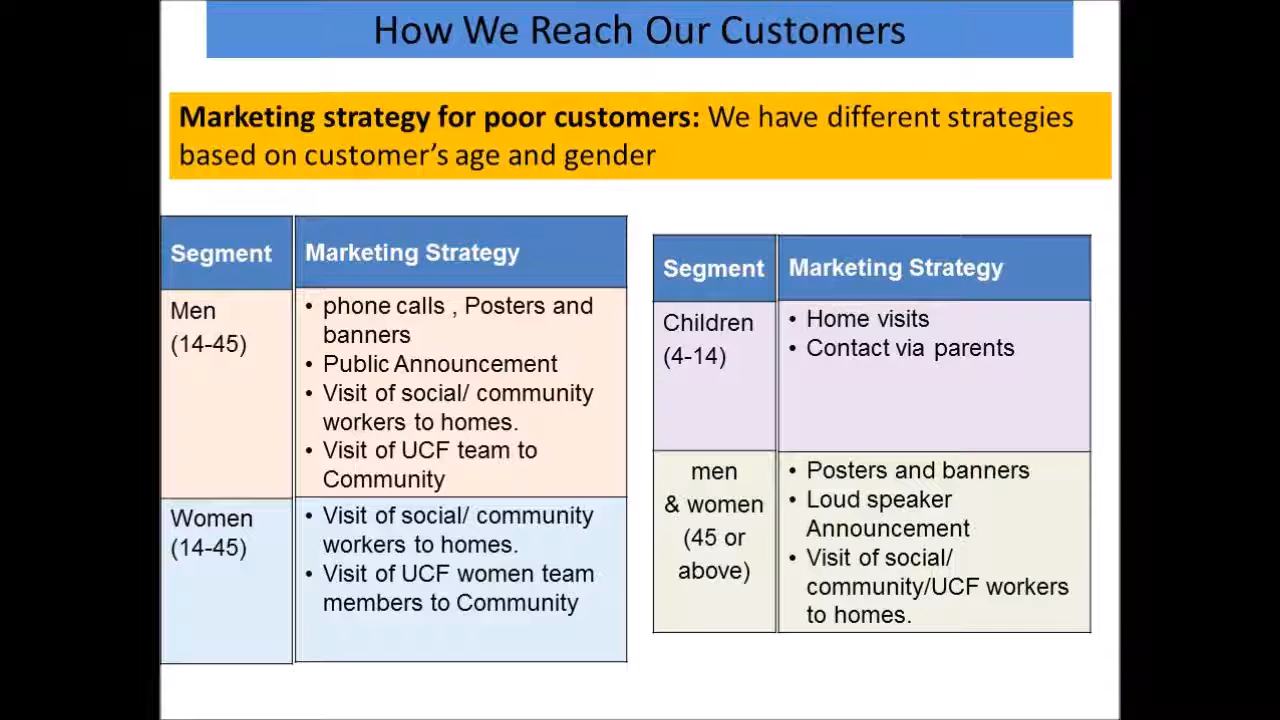 How We Reach Our Customers
Marketing strategy for poor customers: We have different strategies
based on customer's age and gender
Segment
Marketing Strategy
Men
(14-45)
• phone calls , Posters and
banners
• Public Announcement
• Visit of social/ community
workers to homes.
• Visit of UCF team to
Community
Women
(14-45)
• Visit of social/ community
workers to homes.
• Visit of UCF women team
members to Community
Segment
Marketing Strategy
Children
(4-14)
• Home visits
• Contact via parents
men
& women
(45 or
above)
• Posters and banners
• Loud speaker
Announcement
• Visit of social/
community/UCF workers
to homes.